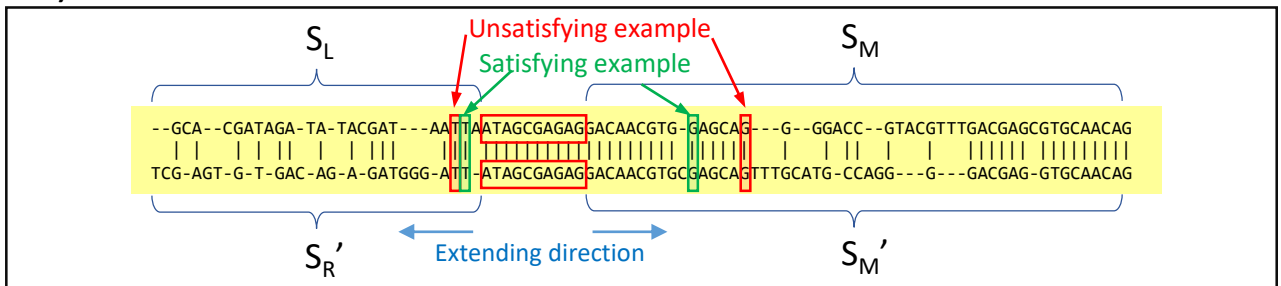 Unsatisfying example
S_L
S_M
Satisfying example
--GCA--CGATAGA-TA-TACGAT---AATTAATAGCGAGAGGACAACGTG-GAGCAG---G--GGACC--GTACGTTTGACGAGCGTGCAACAG
TCG-AGT-G-T-GAC-AG-A-GATGGG-ATT-ATAGCGAGAGGACAACGTGCGAGCAGTTTGCATG-CCAGG---G---GACGAG-GTGCAACAG
S_R'
Extending direction
S_M'